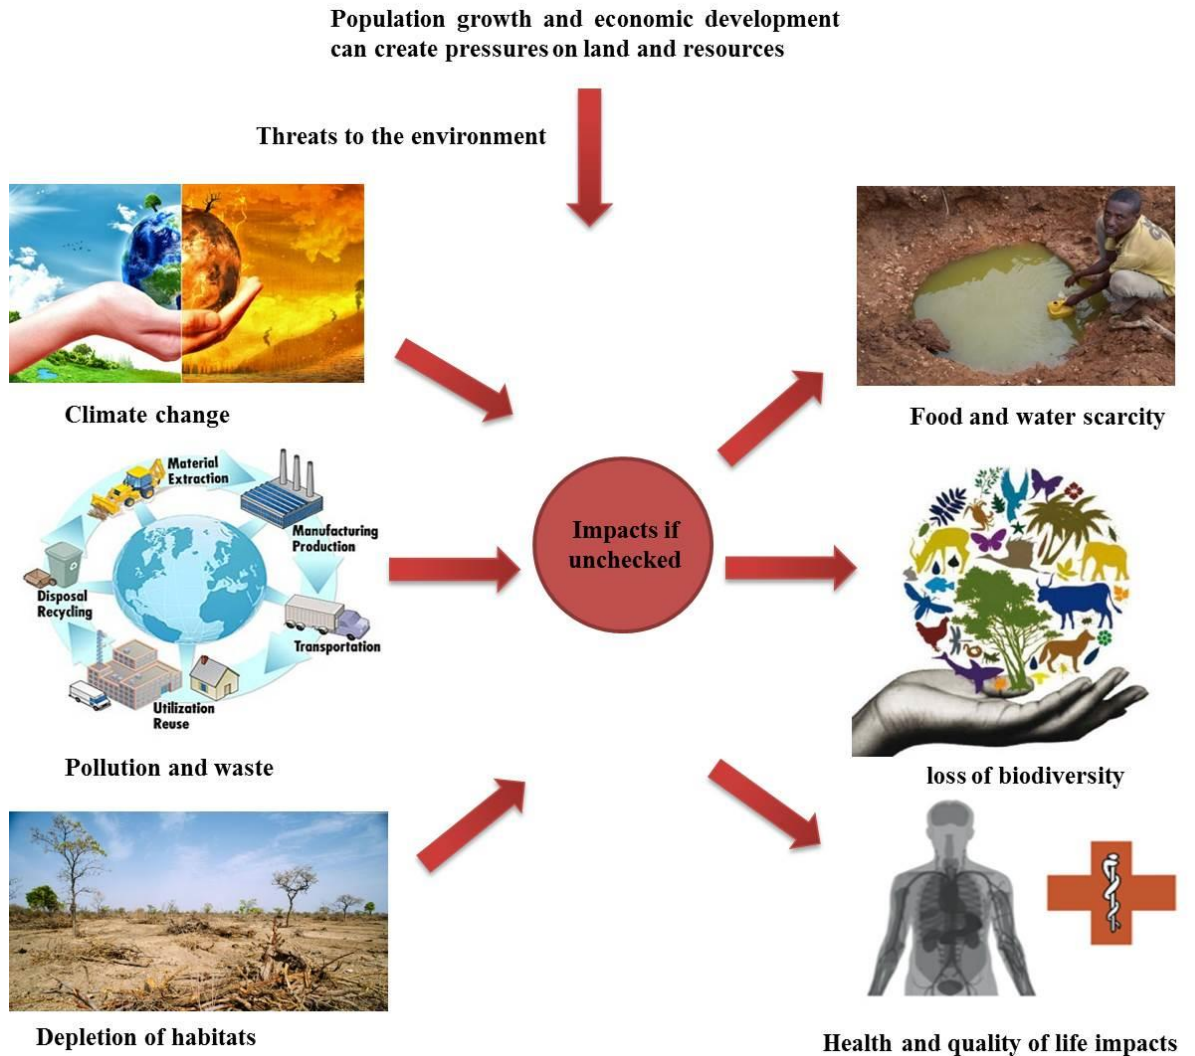 Population growth and economic development
can create pressures on land and resources
Threats to the environment
Climate change
Material
Extraction
Manufacturing
Production
Transportation
Utilization
Reuse
Disposal
Recycling
Pollution and waste
Depletion of habitats
Impacts if
unchecked
Food and water scarcity
loss of biodiversity
Health and quality of life impacts